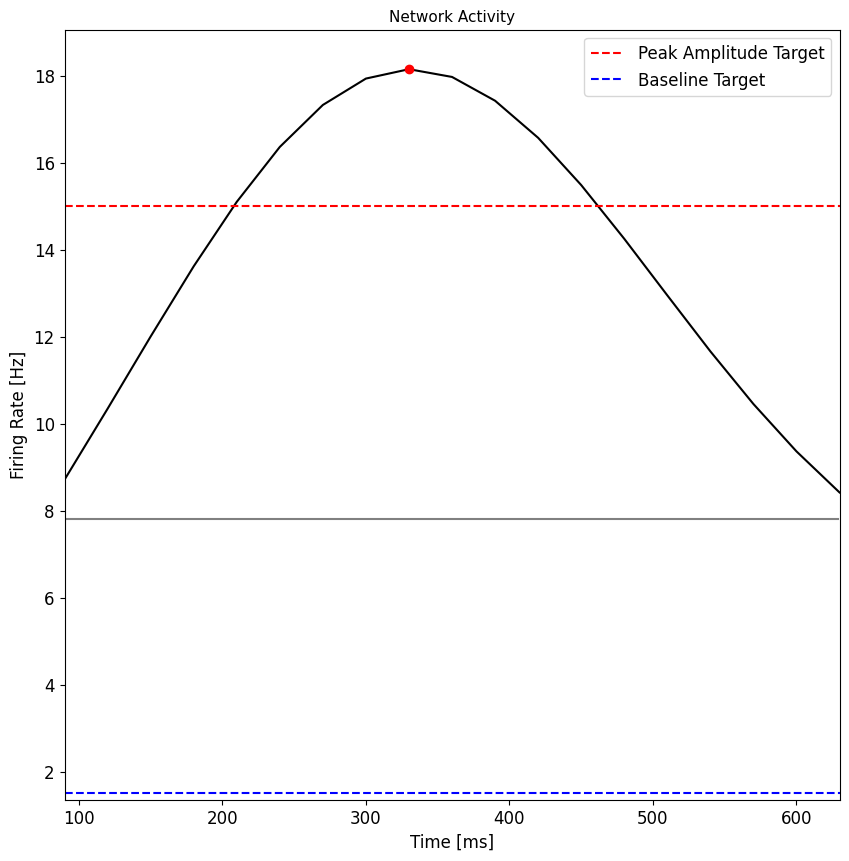 Network Activity
Peak Amplitude Target
Baseline Target
18
16
14
12
10
8
6
4
2
Firing Rate [Hz]
100 200 300 400 500 600
Time [ms]